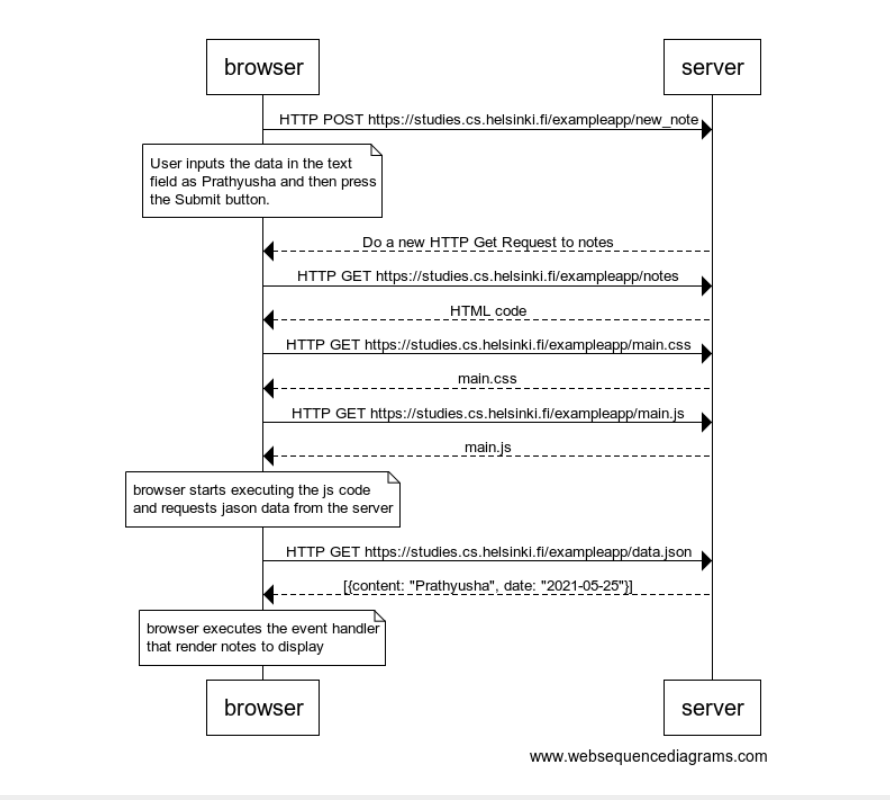 browser
server
HTTP POST https://studies.cs.helsinki.fi/exampleapp/new_note
User inputs the data in the text
field as Prathyusha and then press
the Submit button.
Do a new HTTP Get Request to notes
HTTP GET https://studies.cs.helsinki.fi/exampleapp/notes
HTML code
HTTP GET https://studies.cs.helsinki.fi/exampleapp/main.css
main.css
HTTP GET https://studies.cs.helsinki.fi/exampleapp/main.js
main.js
browser starts executing the js code
and requests jason data from the server
HTTP GET https://studies.cs.helsinki.fi/exampleapp/data.json
[{content: "Prathyusha", date: "2021-05-25"}]
browser executes the event handler
that render notes to display
browser
server
www.websequencediagrams.com